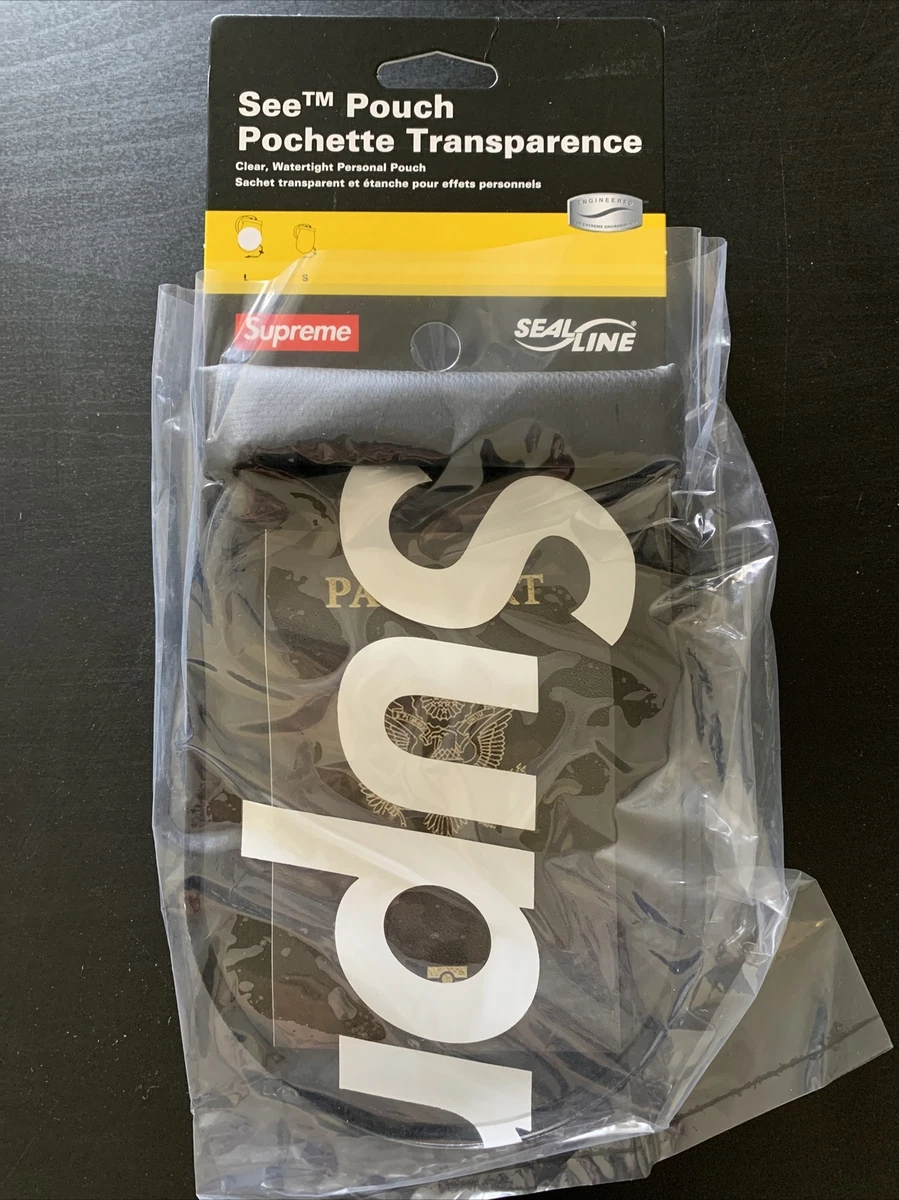 See™ Pouch
Pochette Transparence
Clear, Watertight Personal Pouch
Sachet transparent et étanche pour effets personnels
ENGINEERED
L S
Supreme
SEAL LINE®
Supr